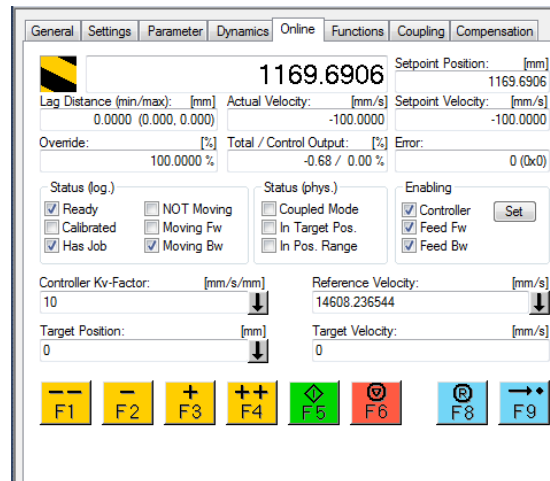 General Settings Parameter Dynamics Online Functions Coupling Compensation
1169.6906
Setpoint Position: [mm]
1169.6906
Lag Distance (min/max): [mm] Actual Velocity: [mm/s] Setpoint Velocity: [mm/s]
0.0000 (0.000, 0.000) -100.0000 -100.0000
Override: [%] Total / Control Output: [%] Error:
100.0000 % -0.68 / 0.00 % 0 (0x0)
Status (log.) Status (phys.) Enabling
Ready NOT Moving Coupled Mode Controller Set
Calibrated Moving Fw In Target Pos. Feed Fw
Has Job Moving Bw In Pos. Range Feed Bw
Controller Kv-Factor: [mm/s/mm] Reference Velocity: [mm/s]
10 14608.236544
Target Position: [mm] Target Velocity: [mm/s]
0 0
-- - + ++ R
F1 F2 F3 F4 F5 F6 F8 F9